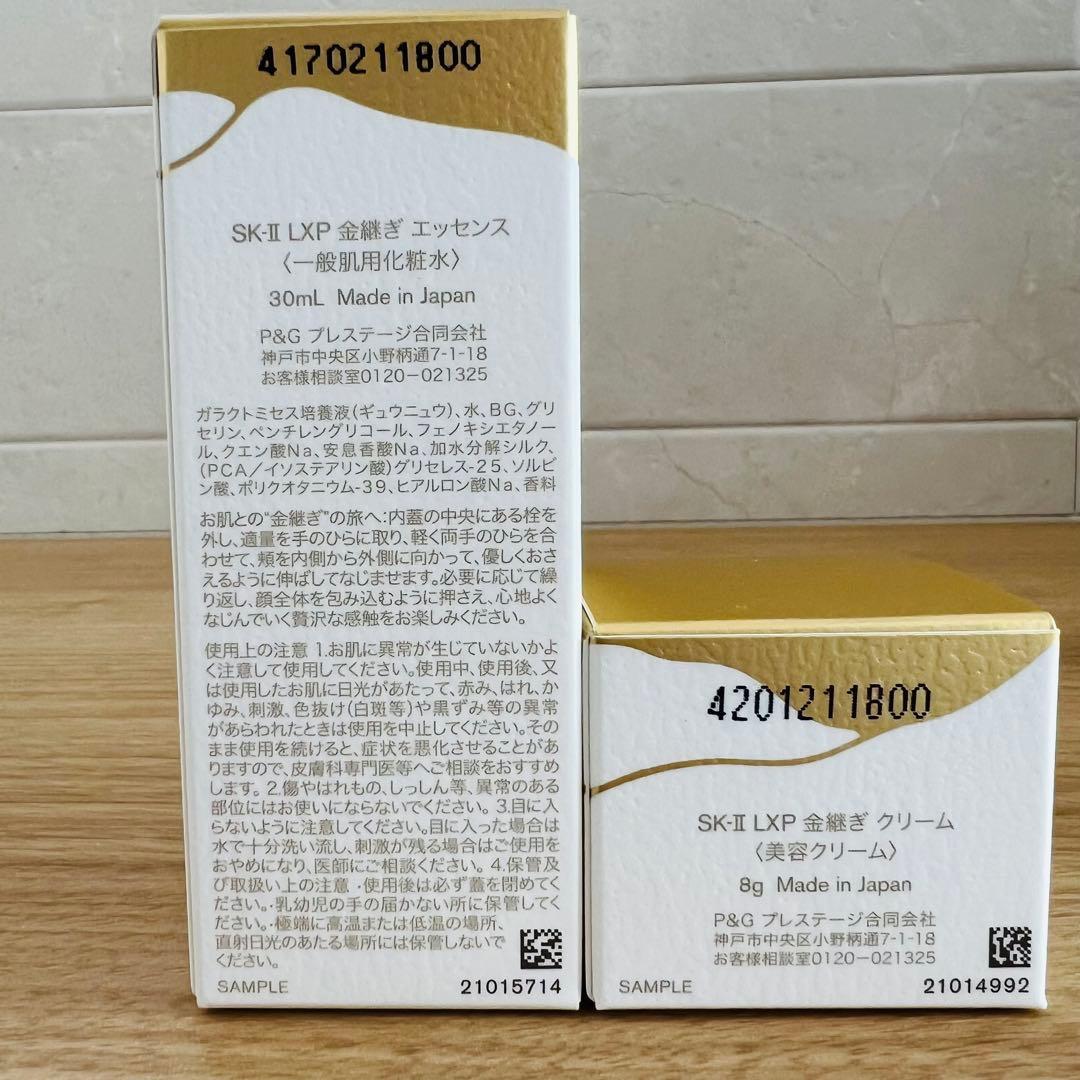 4170211800
SK-II LXP 金継ぎ エッセンス
〈一般肌用化粧水〉
30mL Made in Japan
P&G プレステージ合同会社
神戸市中央区小野柄通7-1-18
お客様相談室0120-021325
ガラクトミセス培養液(ギュウニュウ)、水、BG、グリ
セリン、ペンチレングリコール、フェノキシエタノー
ル、クエン酸Na、安息香酸Na、加水分解シルク、
(PCA/イソステアリン酸)グリセレス-25、ソルビ
ン酸、ポリクオタニウム-39、ヒアルロン酸Na、香料
お肌との"金継ぎ"の旅へ:内蓋の中央にある栓を
外し、適量を手のひらに取り、軽く両手のひらを合
わせて、頬を内側から外側に向かって、優しくおさ
えるように伸ばしてなじませます。必要に応じて繰
り返し、顔全体を包み込むように押さえ、心地よく
なじんでいく贅沢な感触をお楽しみください。
使用上の注意 1.お肌に異常が生じていないかよ
く注意して使用してください。使用中、使用後、又
は使用したお肌に日光があたって、赤み、はれ、か
ゆみ、刺激、色抜け(白斑等)や黒ずみ等の異常
があらわれたときは使用を中止してください。その
まま使用を続けると、症状を悪化させることがあ
りますので、皮膚科専門医等へご相談をおすすめ
します。2.傷やはれもの、しっしん等、異常のある
部位にはお使いにならないでください。3.目に入
らないように注意してください。目に入った場合は
水で十分洗い流し、刺激が残る場合はご使用を
おやめになり、医師にご相談ください。4.保管及
び取扱い上の注意・使用後は必ず蓋を閉めてく
ださい。・乳幼児の手の届かない所に保管してく
ださい。・極端に高温または低温の場所、
直射日光のあたる場所には保管しないで
ください。
SAMPLE 21015714
4201211800
SK-II LXP 金継ぎ クリーム
〈美容クリーム〉
8g Made in Japan
P&G プレステージ合同会社
神戸市中央区小野柄通7-1-18
お客様相談室0120-021325
SAMPLE 21014992